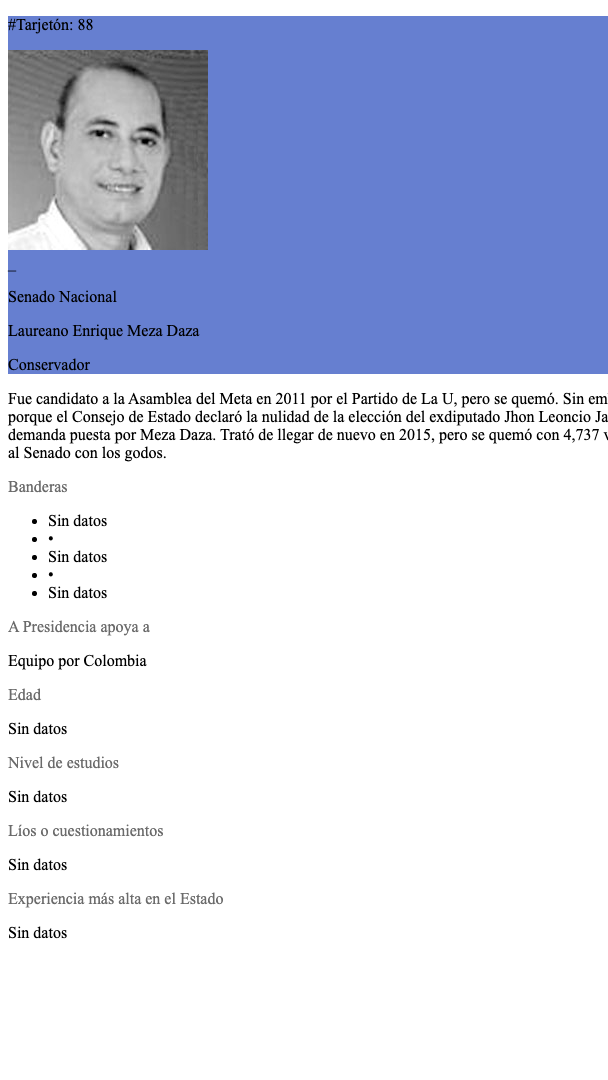 #Tarjetón: 88
_
Senado Nacional
Laureano Enrique Meza Daza
Conservador
Fue candidato a la Asamblea del Meta en 2011 por el Partido de La U, pero se quemó. Sin
porque el Consejo de Estado declaró la nulidad de la elección del exdiputado Jhon Leoncio
demanda puesta por Meza Daza. Trató de llegar de nuevo en 2015, pero se quemó con 4,737
al Senado con los godos.
Banderas
• Sin datos
• •
• Sin datos
• •
• Sin datos
A Presidencia apoya a
Equipo por Colombia
Edad
Sin datos
Nivel de estudios
Sin datos
Líos o cuestionamientos
Sin datos
Experiencia más alta en el Estado
Sin datos